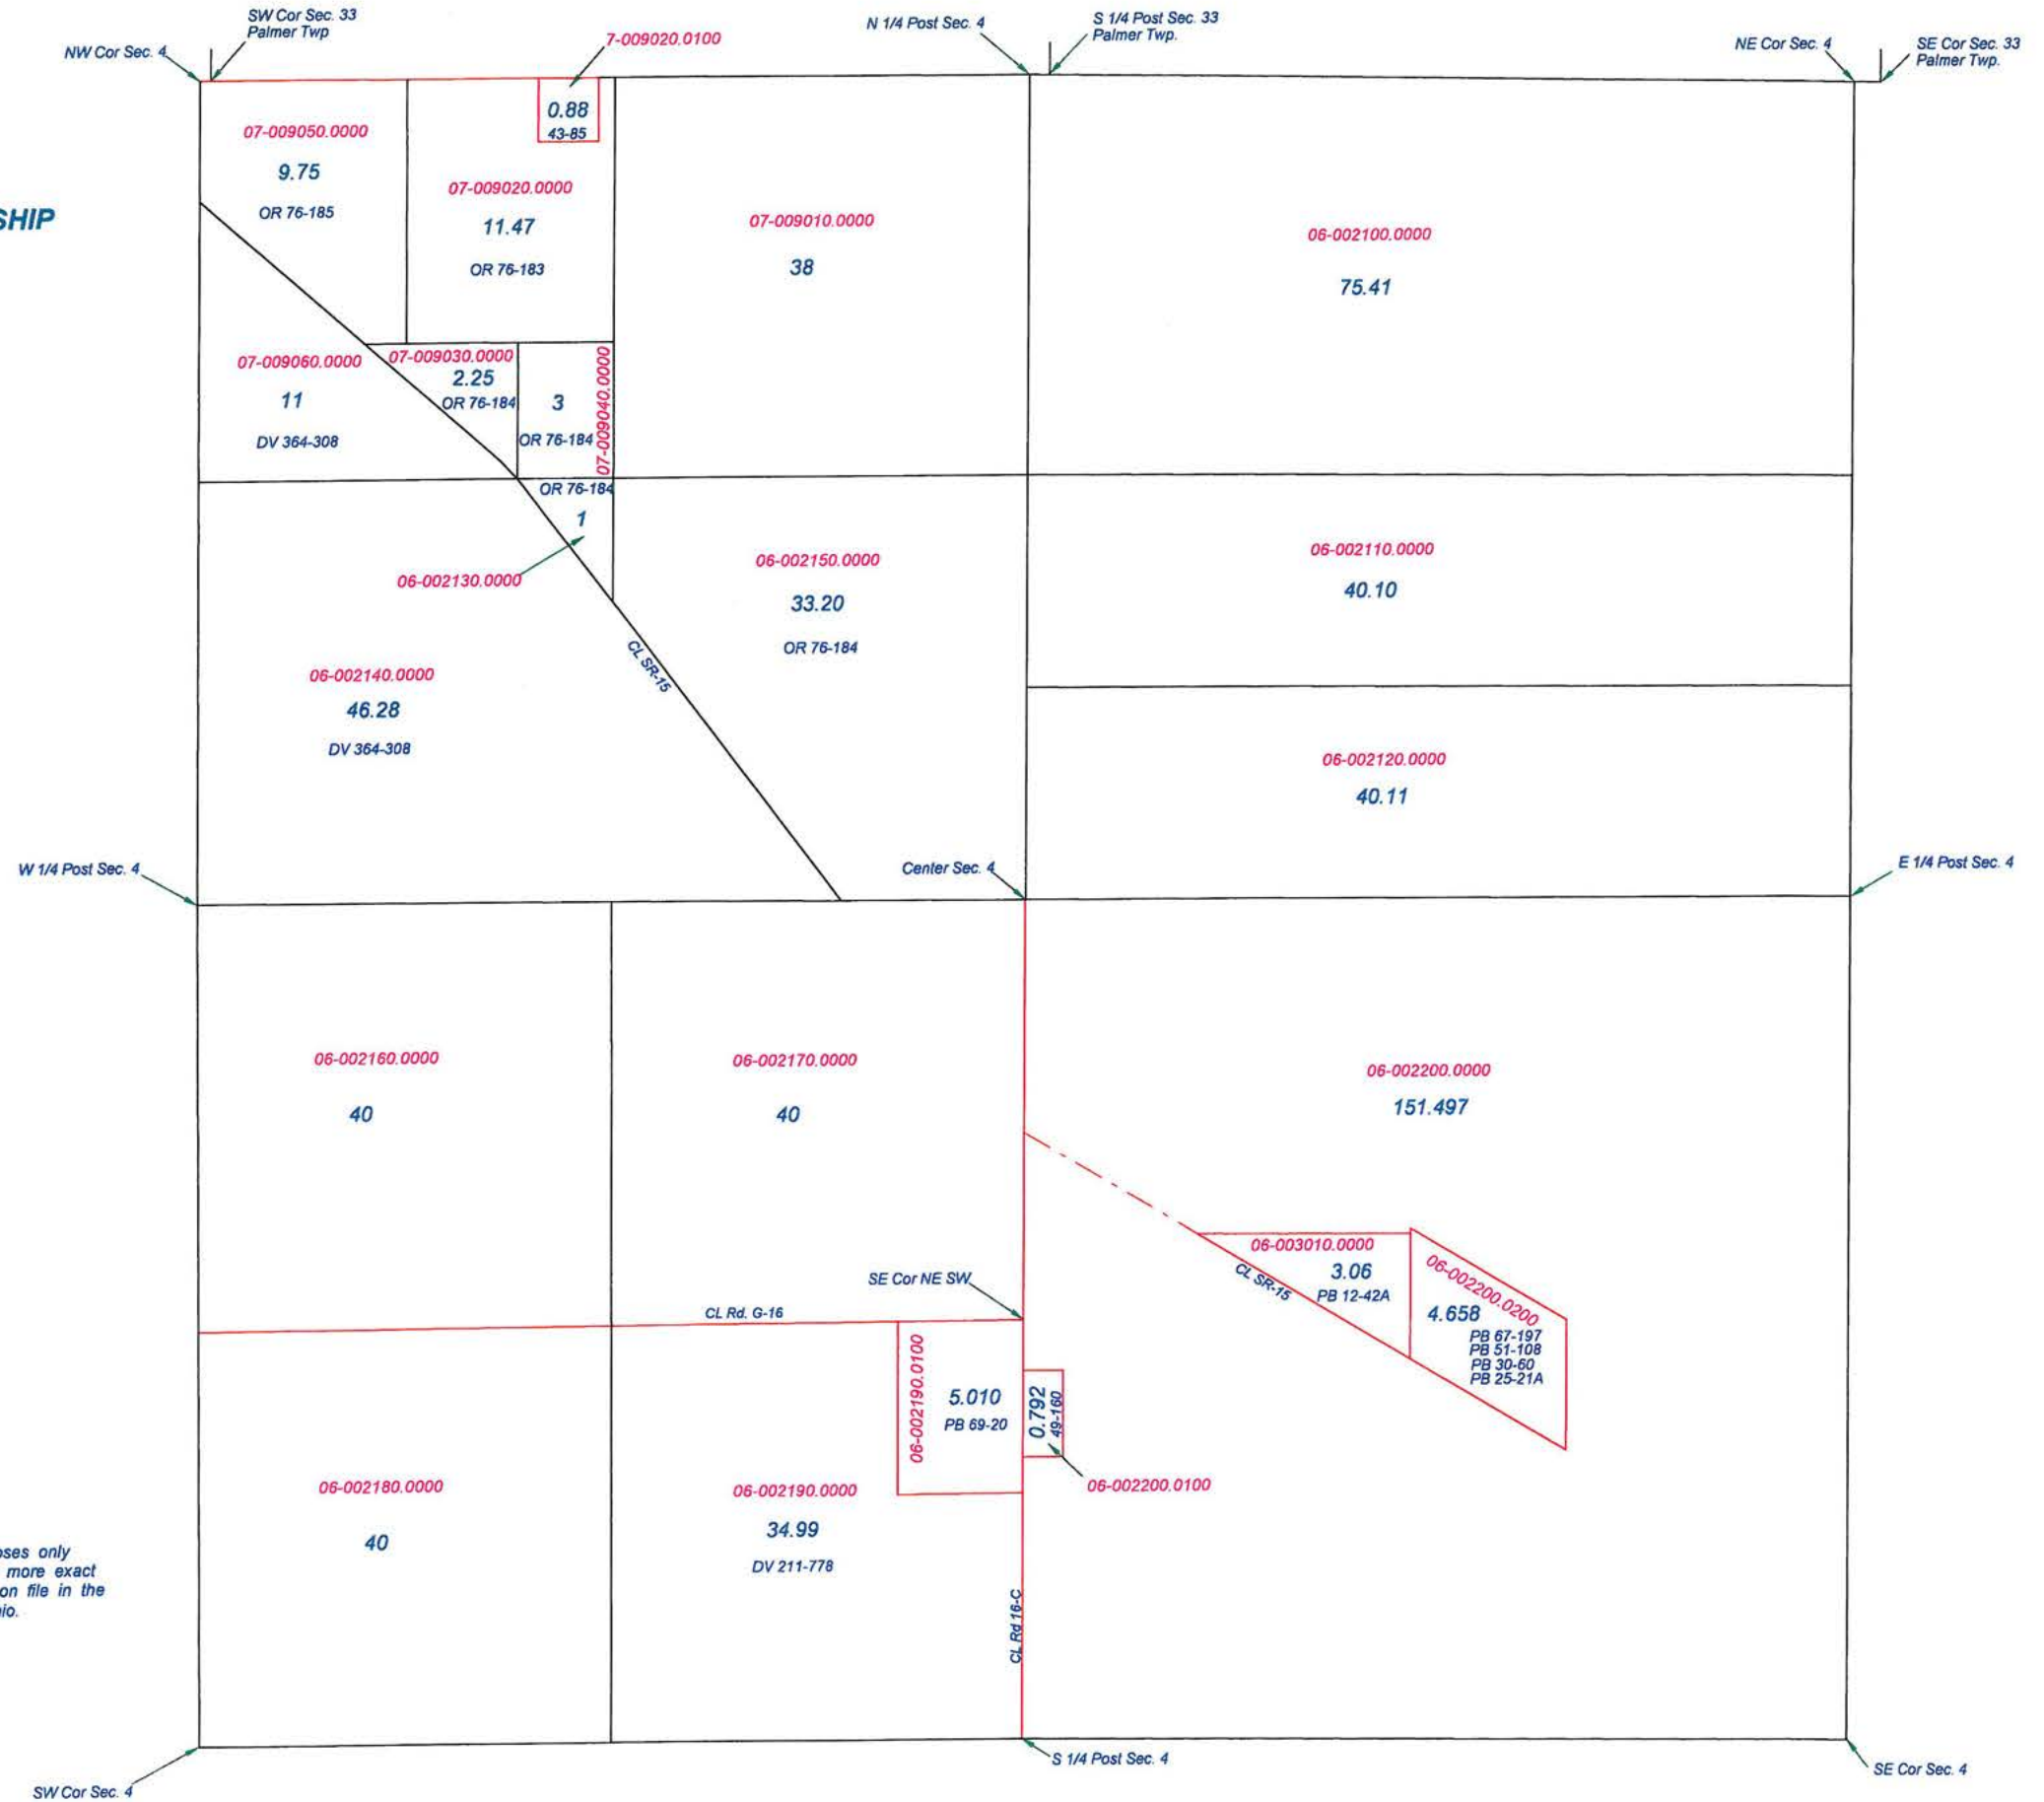 SW Cor Sec. 33
Palmer Twp
NW Cor Sec. 4
7-009020.0100
N 1/4 Post Sec. 4
S 1/4 Post Sec. 33
Palmer Twp.
NE Cor Sec. 4
SE Cor Sec. 33
Palmer Twp.
SHIP
07-009050.0000
9.75
OR 76-185
0.88
43-85
07-009020.0000
11.47
OR 76-183
07-009010.0000
38
06-002100.0000
75.41
07-009060.0000
11
DV 364-308
07-009030.0000
2.25
OR 76-184
3
OR 76-184
07-009040.0000
OR 76-184
1
06-002130.0000
06-002150.0000
33.20
OR 76-184
06-002110.0000
40.10
06-002140.0000
46.28
DV 364-308
CL SR-15
06-002120.0000
40.11
W 1/4 Post Sec. 4
Center Sec. 4
E 1/4 Post Sec. 4
06-002160.0000
40
06-002170.0000
40
06-002200.0000
151.497
06-003010.0000
3.06
PB 12-42A
CL SR-15
06-002200.0200
4.658
PB 67-197
PB 51-108
PB 30-60
PB 25-21A
SE Cor NE SW
CL Rd. G-16
06-002190.0100
5.010
PB 69-20
0.792
49-160
06-002200.0100
06-002180.0000
40
06-002190.0000
34.99
DV 211-778
CL Rd 16-C
oses only
more exact
on file in the
io.
SW Cor Sec. 4
S 1/4 Post Sec. 4
SE Cor Sec. 4